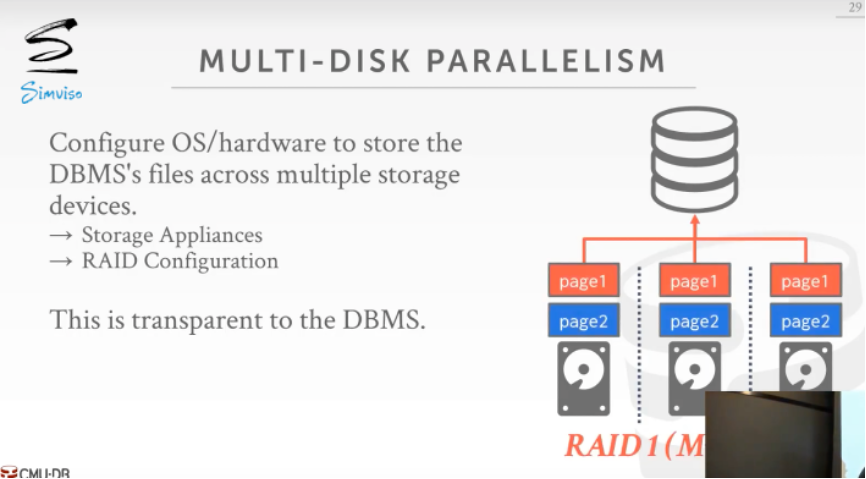 29
Simviso
MULTI-DISK PARALLELISM
Configure OS/hardware to store the
DBMS's files across multiple storage
devices.
→ Storage Appliances
→ RAID Configuration
This is transparent to the DBMS.
page1 page1 page1
page2 page2 page2
RAID 1 (M
CMU·DB